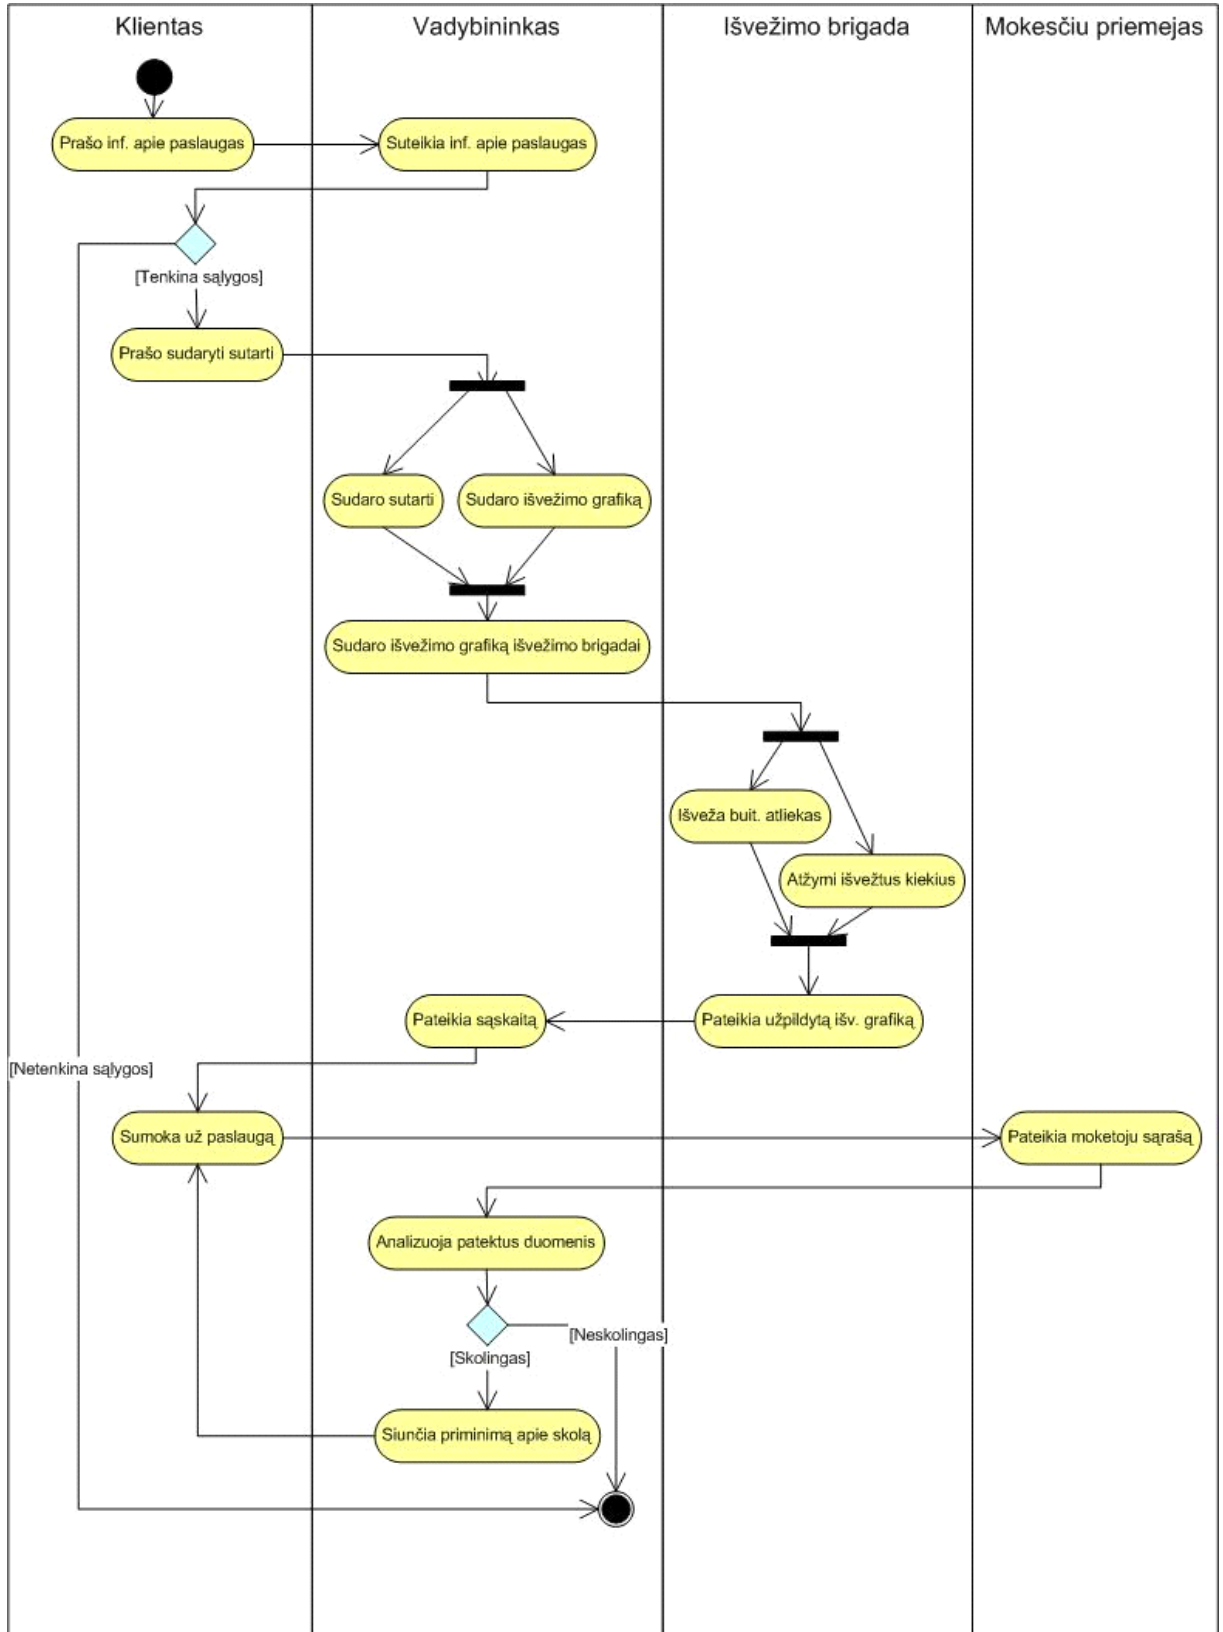 Klientas
Vadybininkas
Išvežimo brigada
Mokesčiu priemejas
Prašo inf. apie paslaugas
Suteikia inf. apie paslaugas
[Tenkina sąlygos]
Prašo sudaryti sutarti
Sudaro sutarti
Sudaro išvežimo grafiką
Sudaro išvežimo grafiką išvežimo brigadai
Išveža buit. atliekas
Atžymi išvežtus kiekius
Pateikia sąskaitą
Pateikia užpildytą išv. grafiką
[Netenkina sąlygos]
Sumoka už paslaugą
Pateikia moketoju sąrašą
Analizuoja patektus duomenis
[Neskolingas]
[Skolingas]
Siunčia priminimą apie skolą